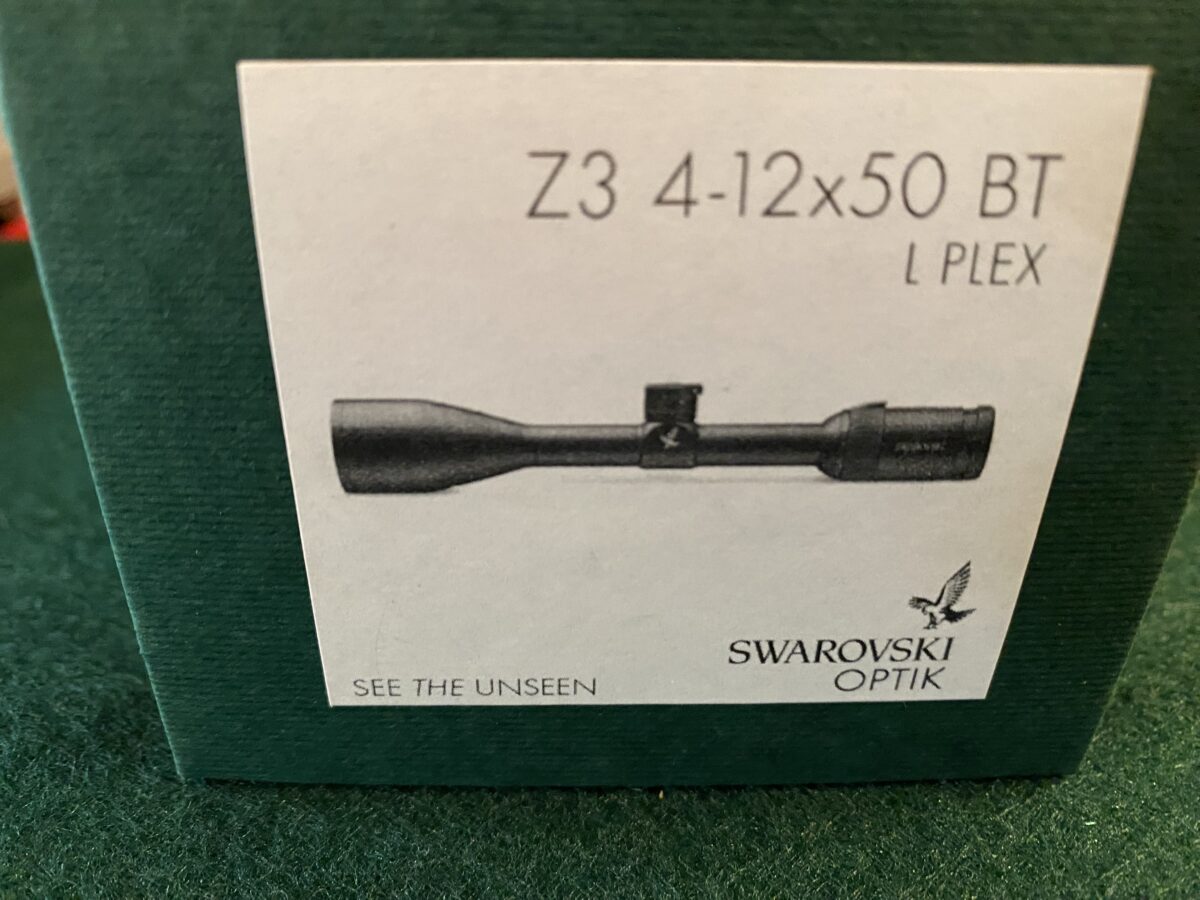 Z3 4-12x50 BT
L PLEX
SEE THE UNSEEN
SWAROVSKI
OPTIK